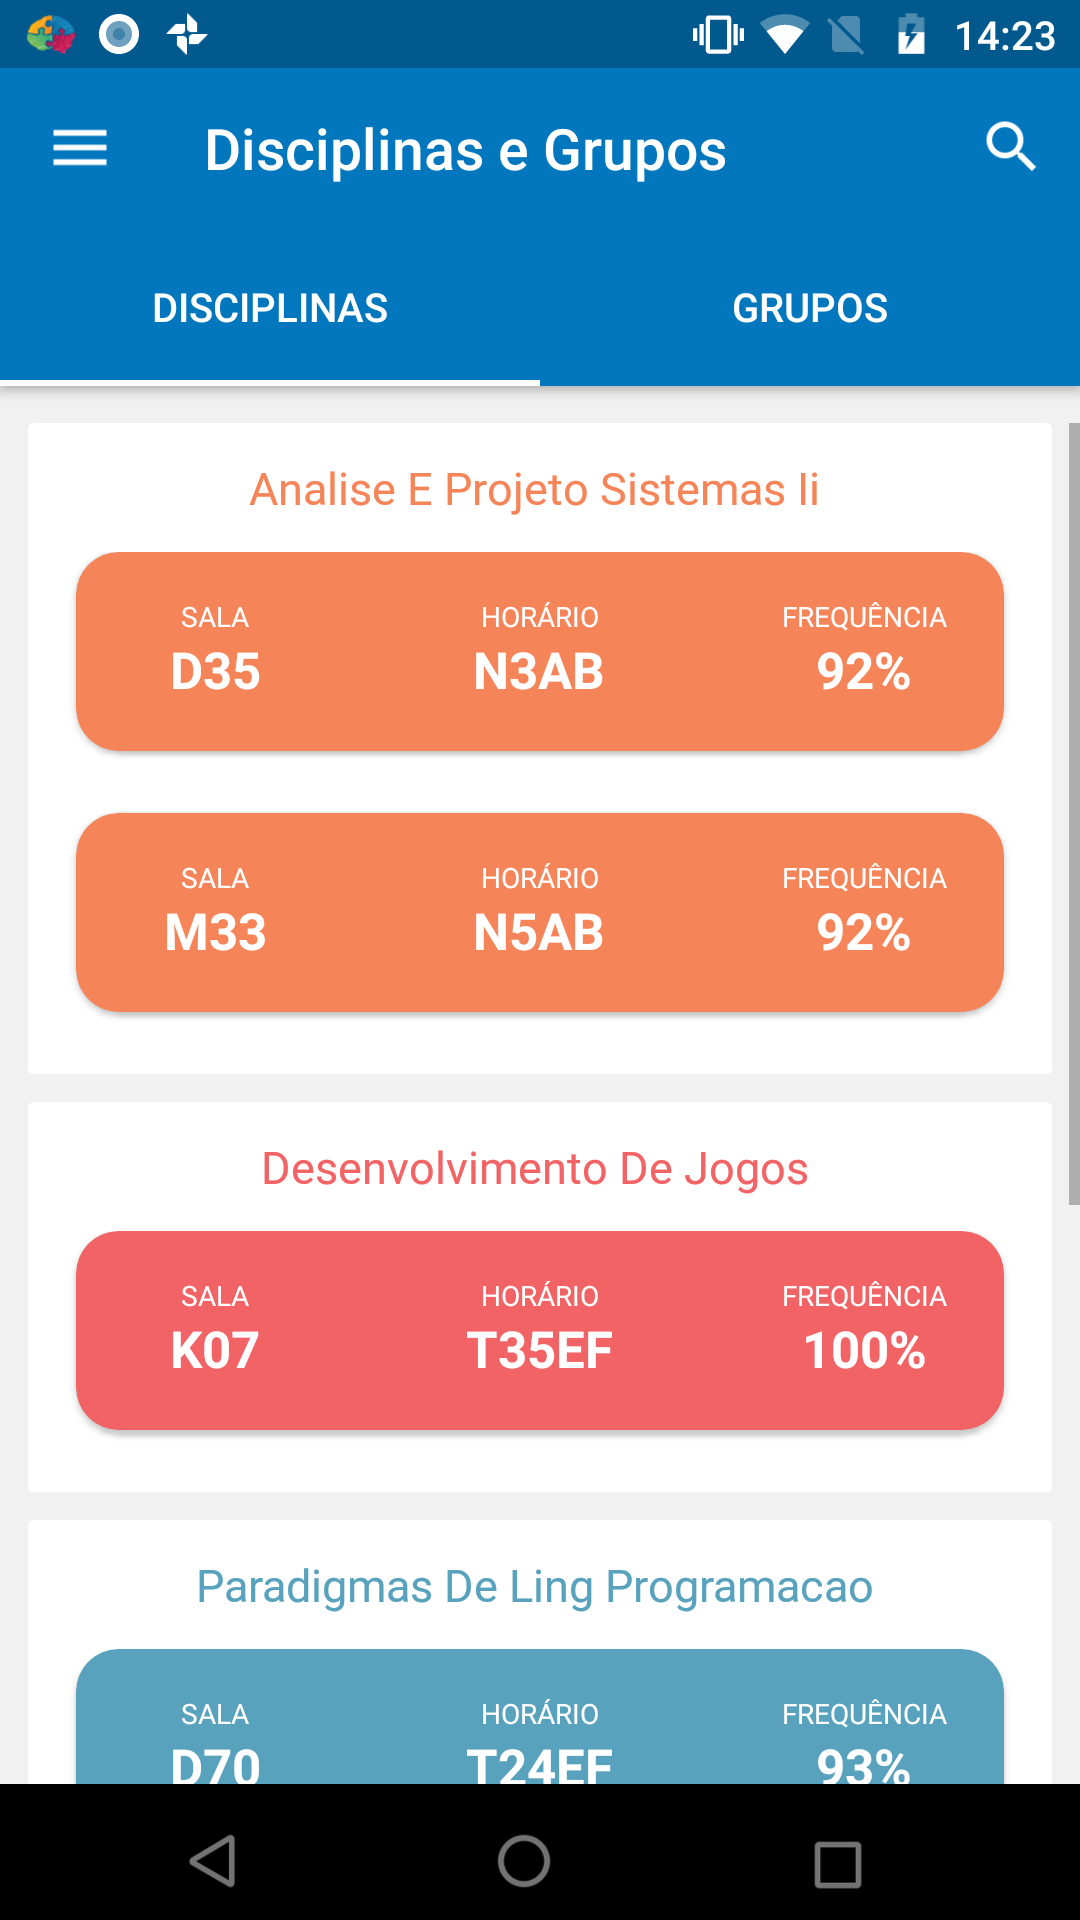 14:23
Disciplinas e Grupos
DISCIPLINAS GRUPOS
Analise E Projeto Sistemas Ii
SALA HORÁRIO FREQUÊNCIA
D35 N3AB 92%
SALA HORÁRIO FREQUÊNCIA
M33 N5AB 92%
Desenvolvimento De Jogos
SALA HORÁRIO FREQUÊNCIA
K07 T35EF 100%
Paradigmas De Ling Programacao
SALA HORÁRIO FREQUÊNCIA
D70 T24EF 93%